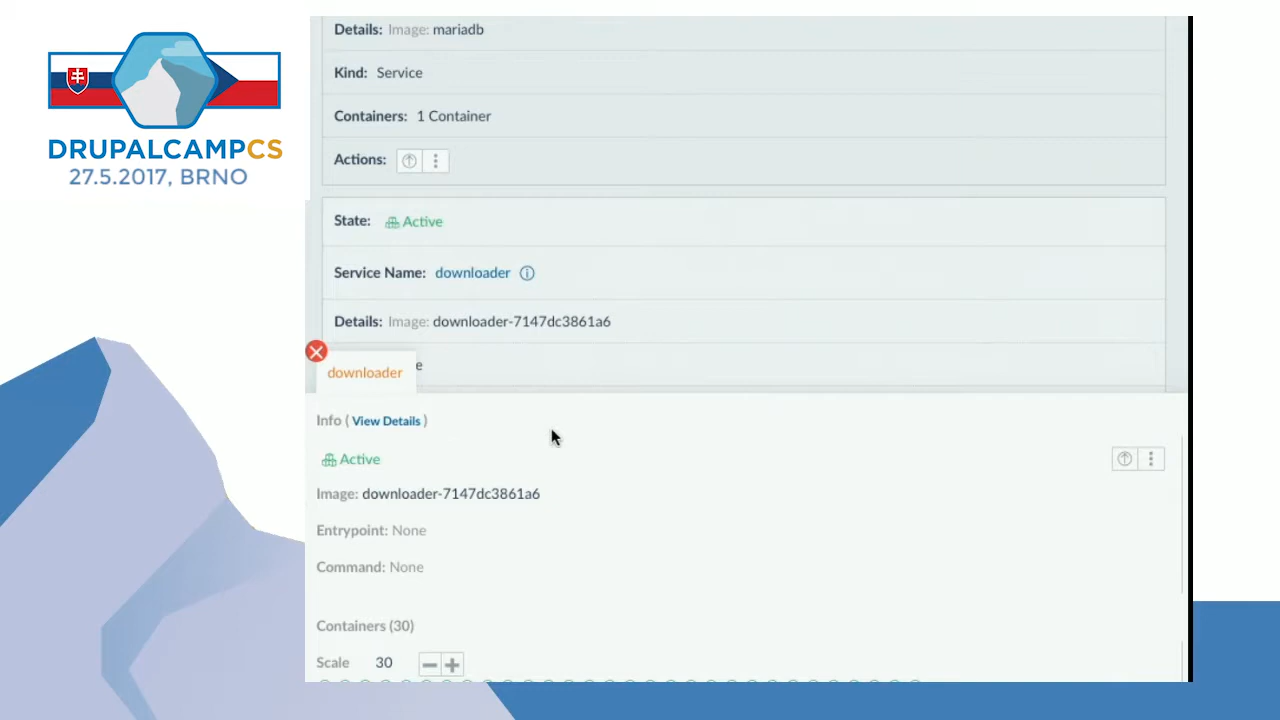 DRUPALCAMPCS
27.5.2017, BRNO
Details: Image: mariadb
Kind: Service
Containers: 1 Container
Actions:
State: Active
Service Name: downloader
Details: Image: downloader-7147dc3861a6
e
downloader
Info ( View Details )
Active
Image: downloader-7147dc3861a6
Entrypoint: None
Command: None
Containers (30)
Scale 30